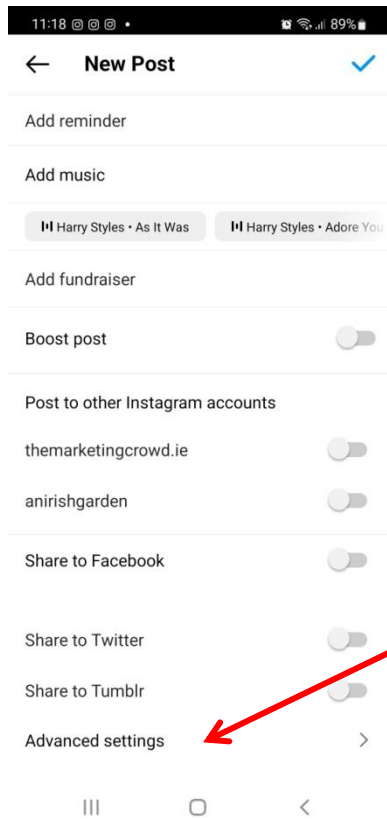 11:18 89%
New Post
Add reminder
Add music
Harry Styles • As It Was Harry Styles • Adore You
Add fundraiser
Boost post
Post to other Instagram accounts
themarketingcrowd.ie
anirishgarden
Share to Facebook
Share to Twitter
Share to Tumblr
Advanced settings